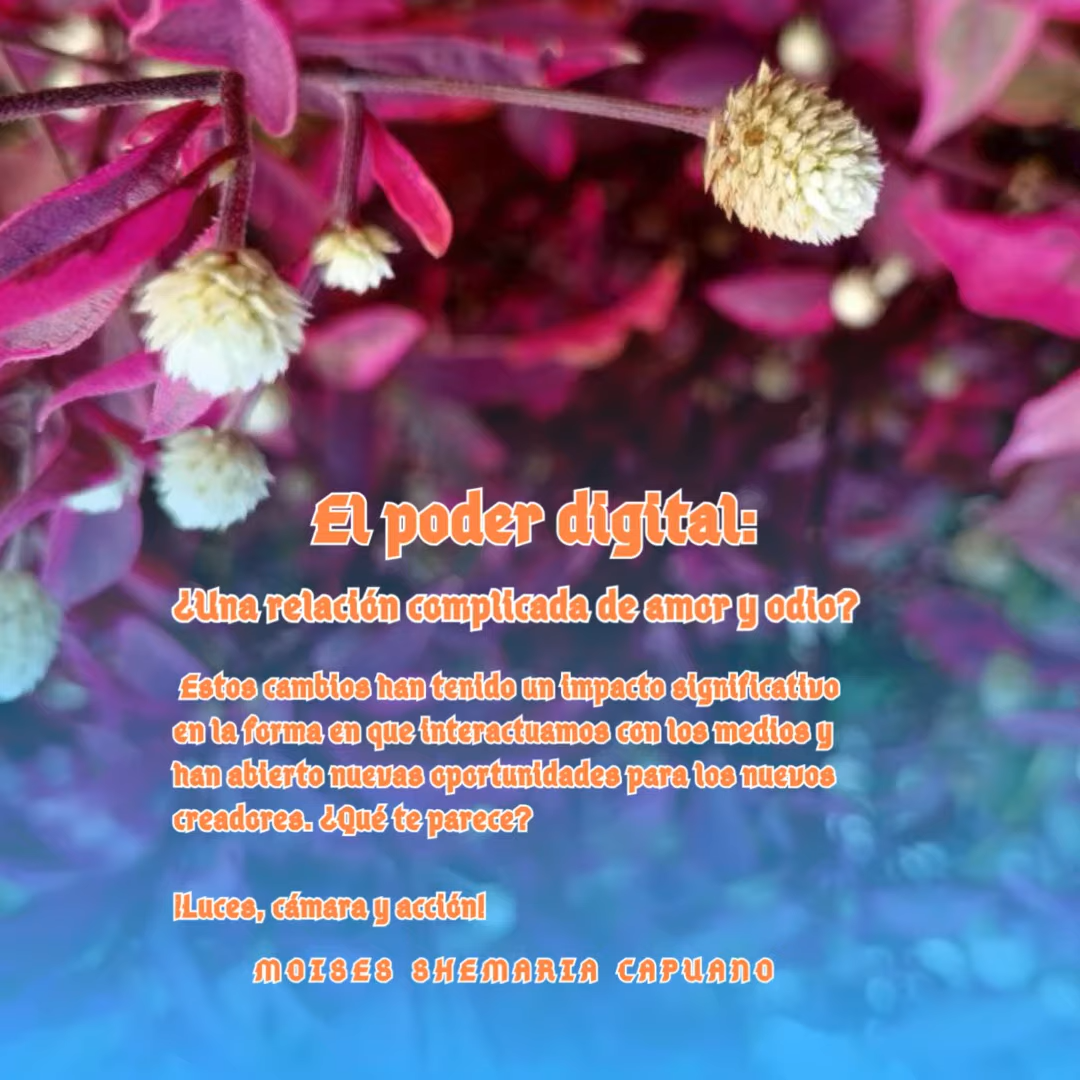 El poder digital:
¿Una relación complicada de amor y odio?
Estos cambios han tenido un impacto significativo
en la forma en que interactuamos con los medios y
han abierto nuevas oportunidades para los nuevos
creadores. ¿Qué te parece?
¡Luces, cámara y acción!
MOISES SHEMARIA CAPUANO